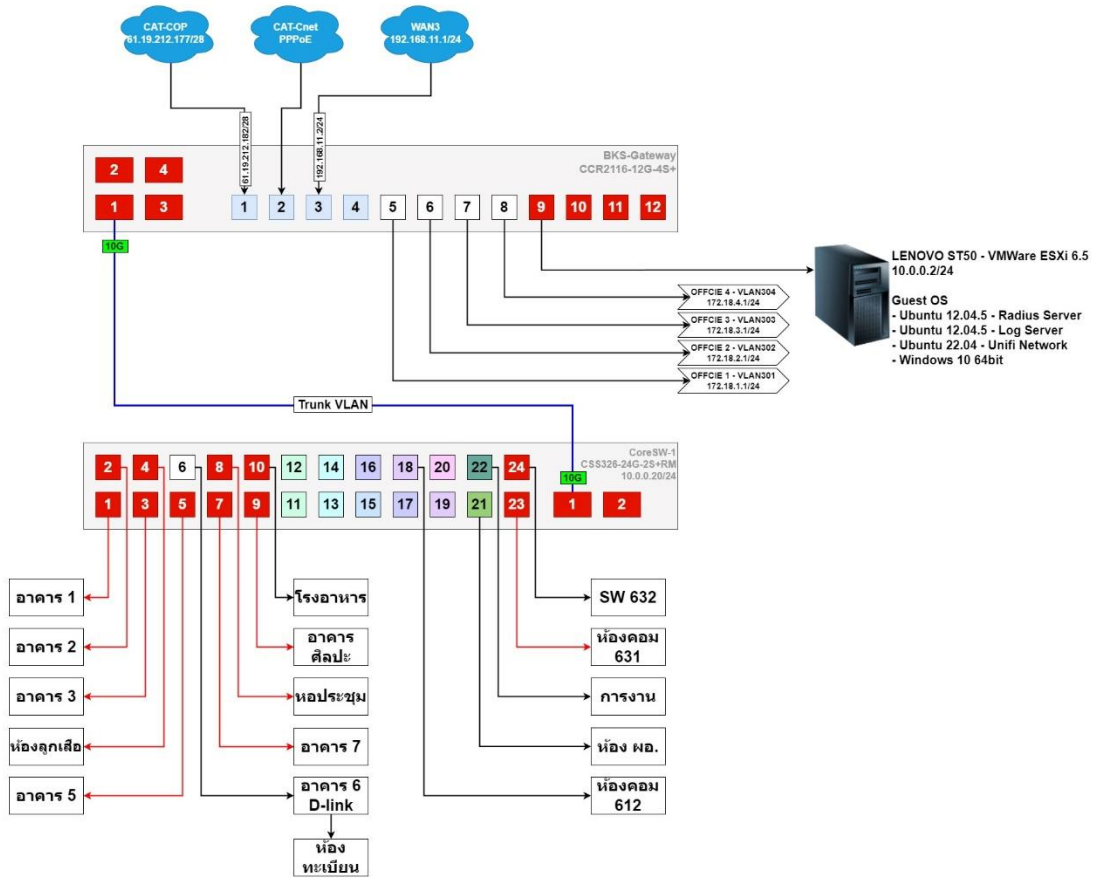 CAT-COP
61.19.212.177/28
CAT-Cnet
PPPoE
WAN3
192.168.11.1/24
61.19.212.182/28
192.168.11.2/24
BKS-Gateway
CCR2116-12G-4S+
2 4
1 3 1 2 3 4 5 6 7 8 9 10 11 12
10G
LENOVO ST50 - VMWare ESXi 6.5
10.0.0.2/24
Guest OS
- Ubuntu 12.04.5 - Radius Server
- Ubuntu 12.04.5 - Log Server
- Ubuntu 22.04 - Unifi Network
- Windows 10 64bit
OFFCIE 4 - VLAN304
172.18.4.1/24
OFFCIE 3 - VLAN303
172.18.3.1/24
OFFCIE 2 - VLAN302
172.18.2.1/24
OFFCIE 1 - VLAN301
172.18.1.1/24
Trunk VLAN
CoreSW-1
CSS326-24G-2S+RM
10.0.0.20/24
2 4 6 8 10 12 14 16 18 20 22 24
10G
1 3 5 7 9 11 13 15 17 19 21 23 1 2
อาคาร 1
อาคาร 2
อาคาร 3
ห้องลูกเสือ
อาคาร 5
โรงอาหาร
อาคาร
ศิลปะ
หอประชุม
อาคาร 7
อาคาร 6
D-link
ห้อง
ทะเบียน
SW 632
ห้องคอม
631
การงาน
ห้อง ผอ.
ห้องคอม
612